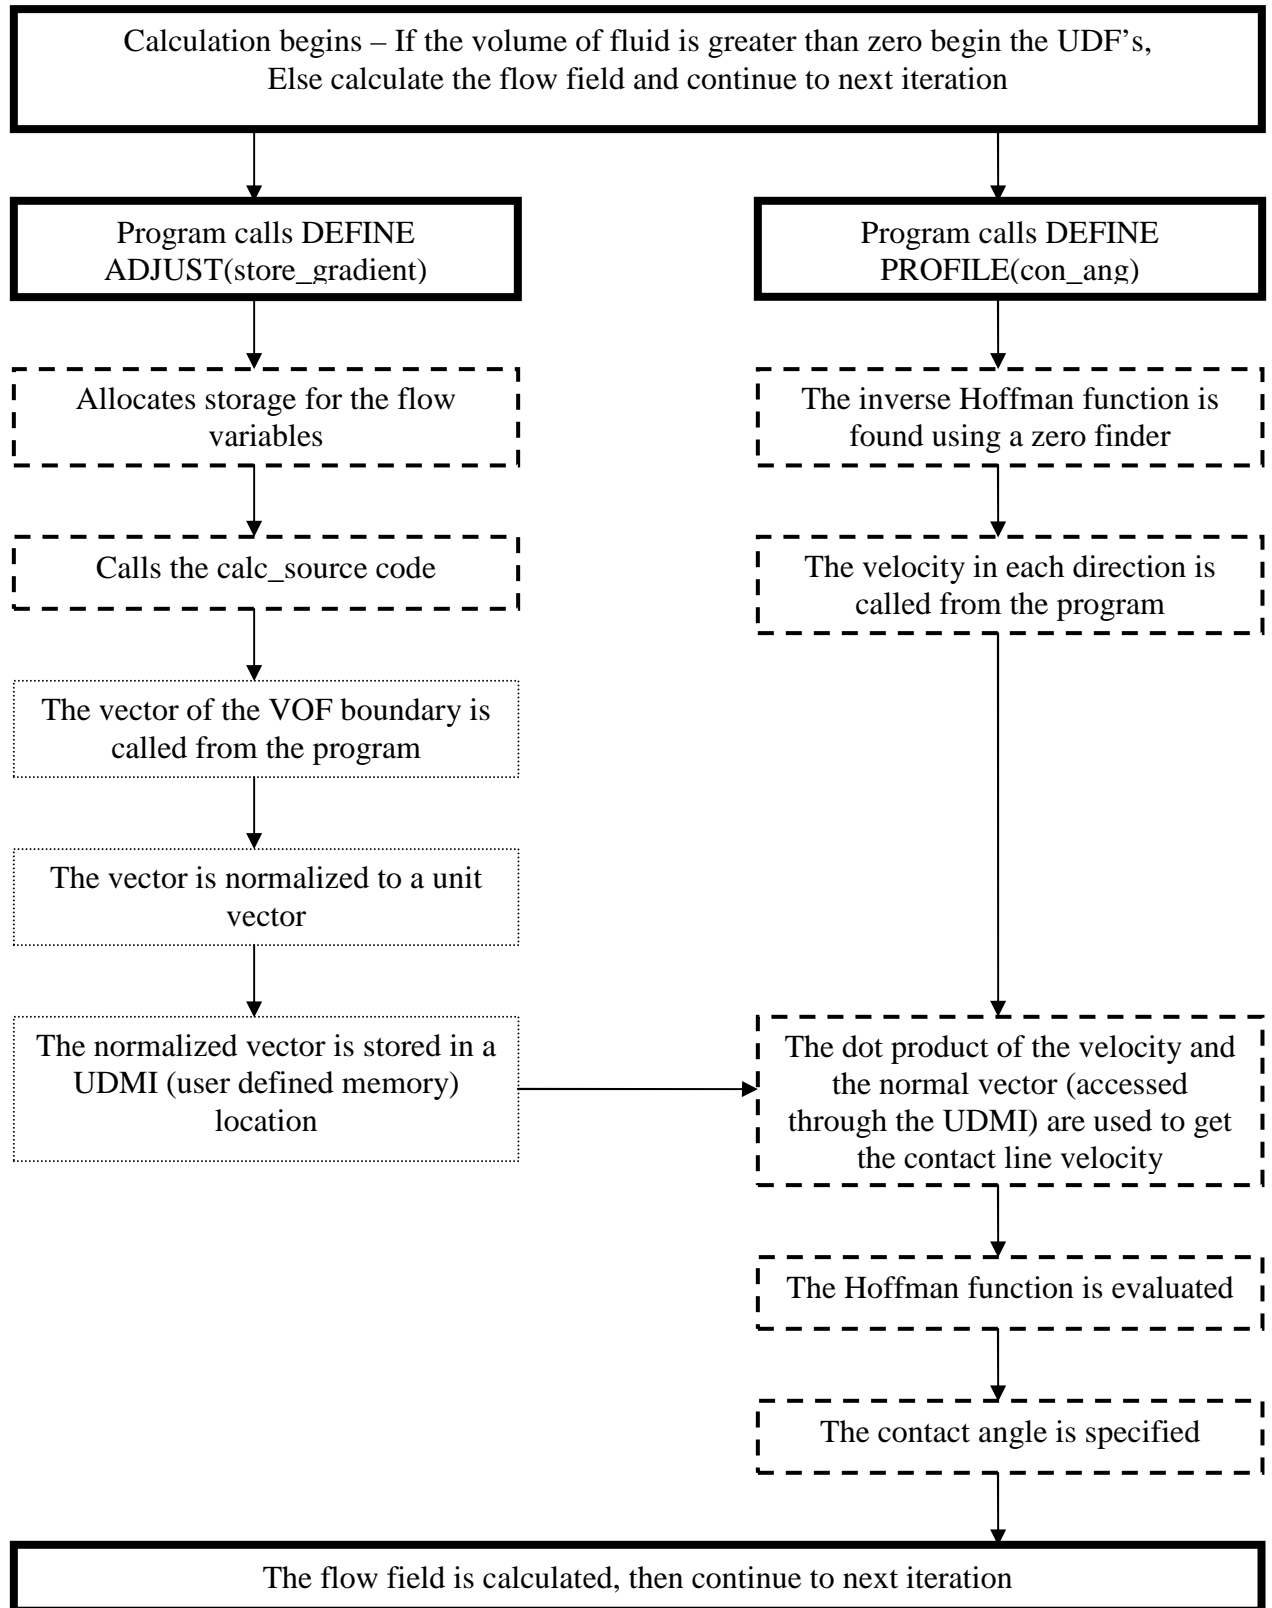 Calculation begins – If the volume of fluid is greater than zero begin the UDF’s,
Else calculate the flow field and continue to next iteration
Program calls DEFINE
ADJUST(store_gradient)
Program calls DEFINE
PROFILE(con_ang)
Allocates storage for the flow
variables
The inverse Hoffman function is
found using a zero finder
Calls the calc_source code
The velocity in each direction is
called from the program
The vector of the VOF boundary is
called from the program
The vector is normalized to a unit
vector
The normalized vector is stored in a
UDMI (user defined memory)
location
The dot product of the velocity and
the normal vector (accessed
through the UDMI) are used to get
the contact line velocity
The Hoffman function is evaluated
The contact angle is specified
The flow field is calculated, then continue to next iteration